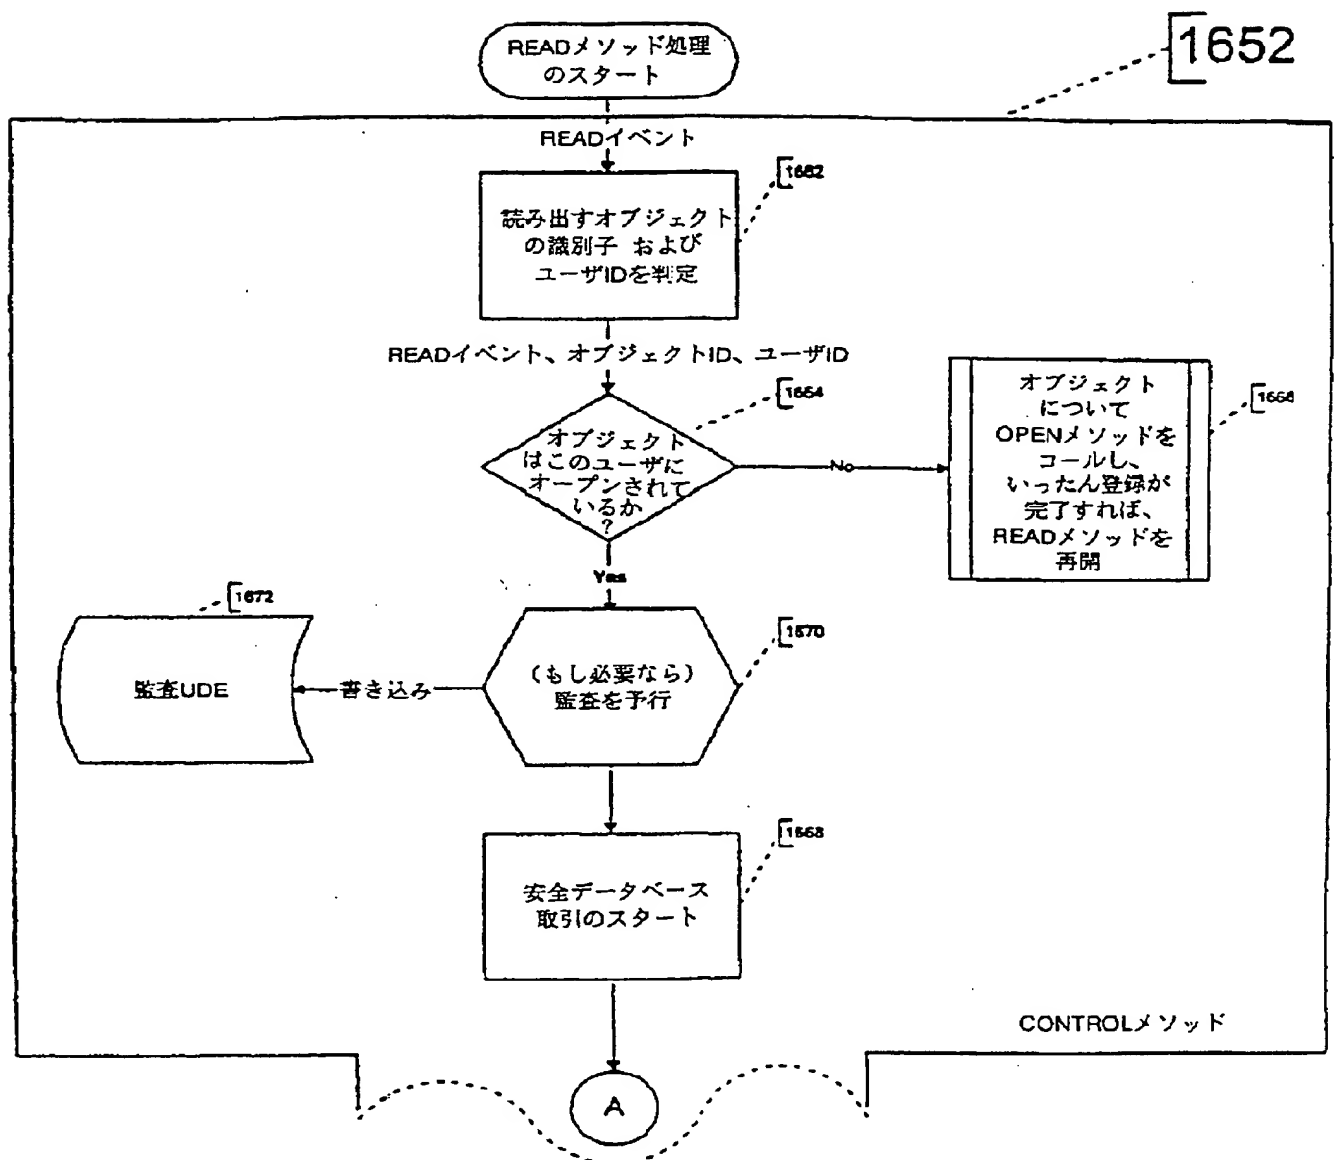 READメソッド処理
のスタート
1652
READイベント
1662
読み出すオブジェクト
の識別子 および
ユーザIDを判定
READイベント、オブジェクトID、ユーザID
1664
オブジェクト
はこのユーザに
オープンされて
いるか
?
No
オブジェクト
について
OPENメソッドを
コールし、
いったん登録が
完了すれば、
READメソッドを
再開
Yes
1672
監査UDE
書き込み
(もし必要なら)
監査を予行
1670
1668
安全データベース
取引のスタート
CONTROLメソッド
A